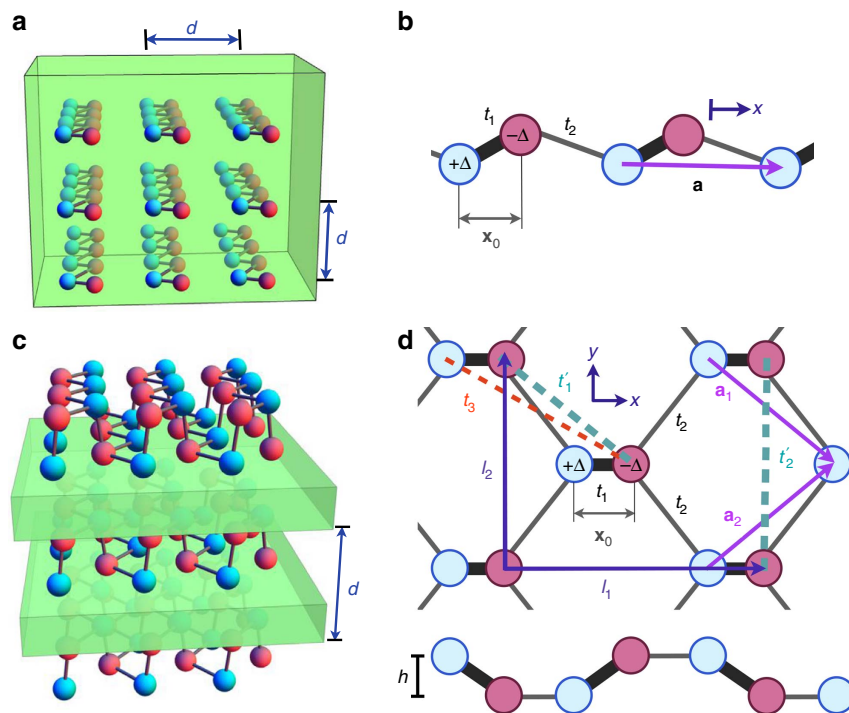 a
d
d
b
t₁
t₂
x
+Δ
−Δ
a
x₀
c
d
d
y
x
t′₁
t₃
a₁
t₂
t′₂
l₂
+Δ
−Δ
t₁
t₂
a₂
x₀
l₁
h